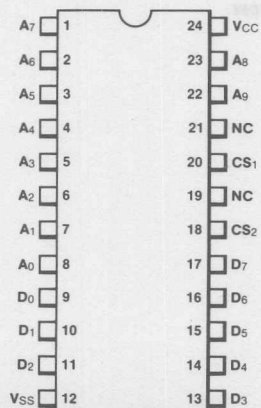 A7 1 24 VCC
A6 2 23 A8
A5 3 22 A9
A4 4 21 NC
A3 5 20 CS1
A2 6 19 NC
A1 7 18 CS2
A0 8 17 D7
D0 9 16 D6
D1 10 15 D5
D2 11 14 D4
VSS 12 13 D3